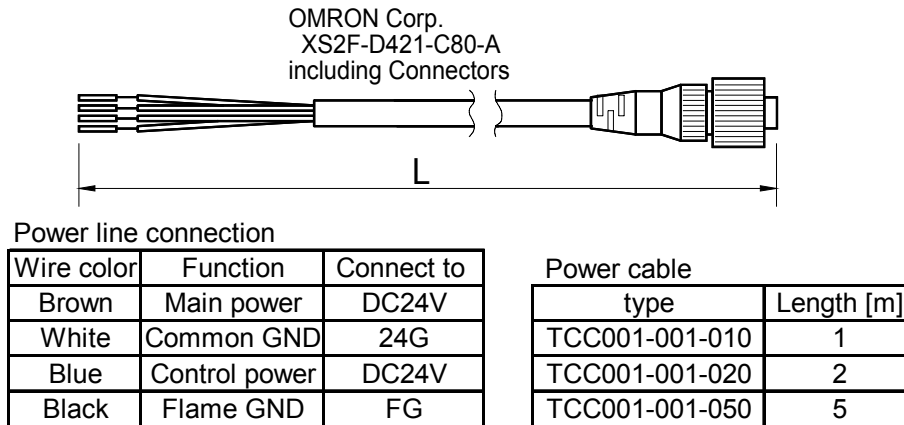 OMRON Corp.
XS2F-D421-C80-A
including Connectors
L
Power line connection
Wire color Function Connect to
Brown Main power DC24V
White Common GND 24G
Blue Control power DC24V
Black Flame GND FG
Power cable
type Length [m]
TCC001-001-010 1
TCC001-001-020 2
TCC001-001-050 5